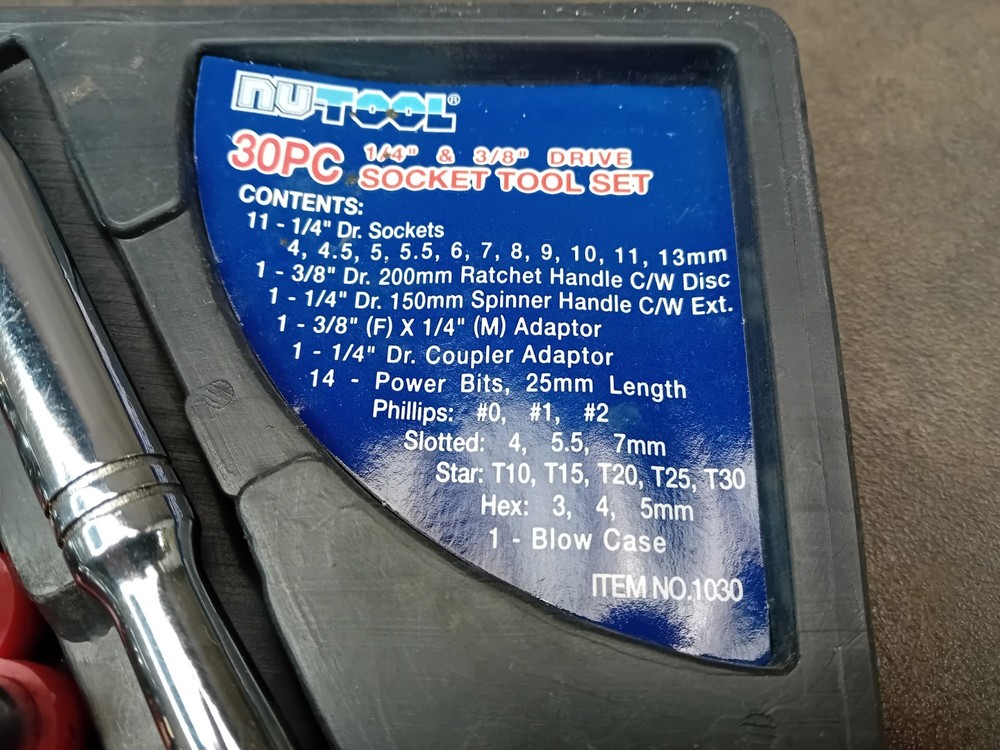 NUTOOL®
30PC 1/4" & 3/8" DRIVE
SOCKET TOOL SET
CONTENTS:
11 - 1/4" Dr. Sockets
4, 4.5, 5, 5.5, 6, 7, 8, 9, 10, 11, 13mm
1 - 3/8" Dr. 200mm Ratchet Handle C/W Disc
1 - 1/4" Dr. 150mm Spinner Handle C/W Ext.
1 - 3/8" (F) X 1/4" (M) Adaptor
1 - 1/4" Dr. Coupler Adaptor
14 - Power Bits, 25mm Length
Phillips: #0, #1, #2
Slotted: 4, 5.5, 7mm
Star: T10, T15, T20, T25, T30
Hex: 3, 4, 5mm
1 - Blow Case
ITEM NO.1030